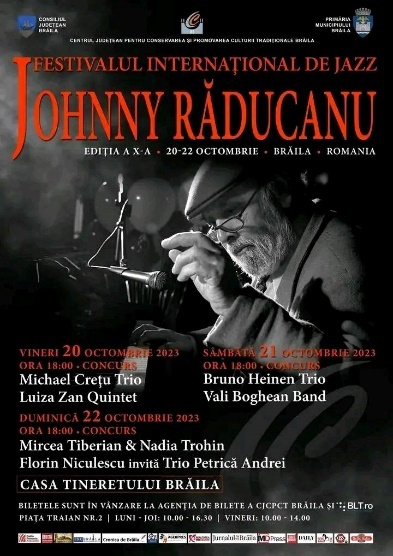 CONSILIUL
JUDEȚEAN
BRĂILA
PRIMĂRIA
MUNICIPIULUI
BRĂILA
CENTRUL JUDEȚEAN PENTRU CONSERVAREA ȘI PROMOVAREA CULTURII TRADIȚIONALE BRĂILA
FESTIVALUL INTERNAȚIONAL DE JAZZ
JOHNNY RĂDUCANU
EDIȚIA A X-A • 20-22 OCTOMBRIE • BRĂILA • ROMANIA
VINERI 20 OCTOMBRIE 2023
ORA 18:00 • CONCURS
Michael Crețu Trio
Luiza Zan Quintet
SÂMBĂTĂ 21 OCTOMBRIE 2023
ORA 18:00 • CONCURS
Bruno Heinen Trio
Vali Boghean Band
DUMINICĂ 22 OCTOMBRIE 2023
ORA 18:00 • CONCURS
Mircea Tiberian & Nadia Trohin
Florin Niculescu invită Trio Petrică Andrei
CASA TINERETULUI BRĂILA
BILETELE SUNT ÎN VÂNZARE LA AGENȚIA DE BILETE A CJCPCT BRĂILA ȘI BLT.ro
PIAȚA TRAIAN NR.2 | LUNI - JOI: 10.00 - 16.30 | VINERI: 10.00 - 14.00